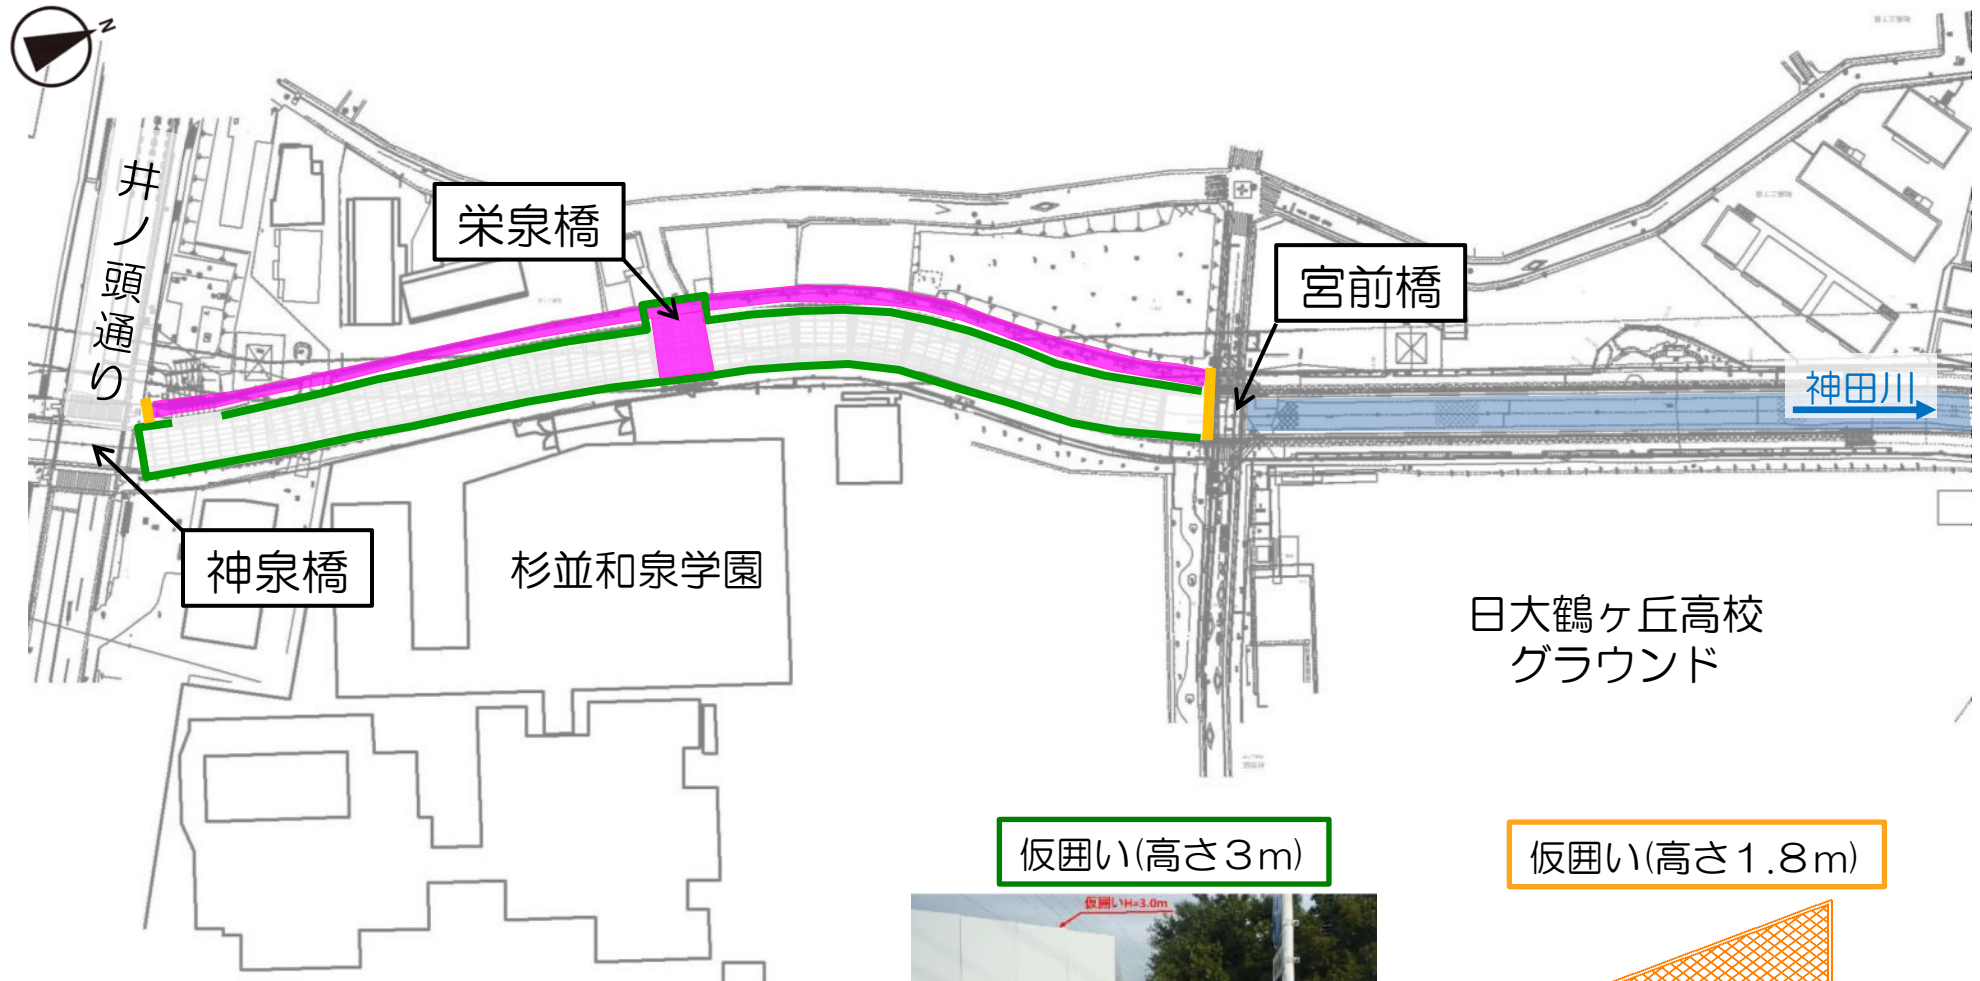 N
井ノ頭通り
栄泉橋
宮前橋
神田川
神泉橋
杉並和泉学園
日大鶴ヶ丘高校
グラウンド
仮囲い(高さ3m)
仮囲い(高さ1.8m)
仮囲いH=3.0m